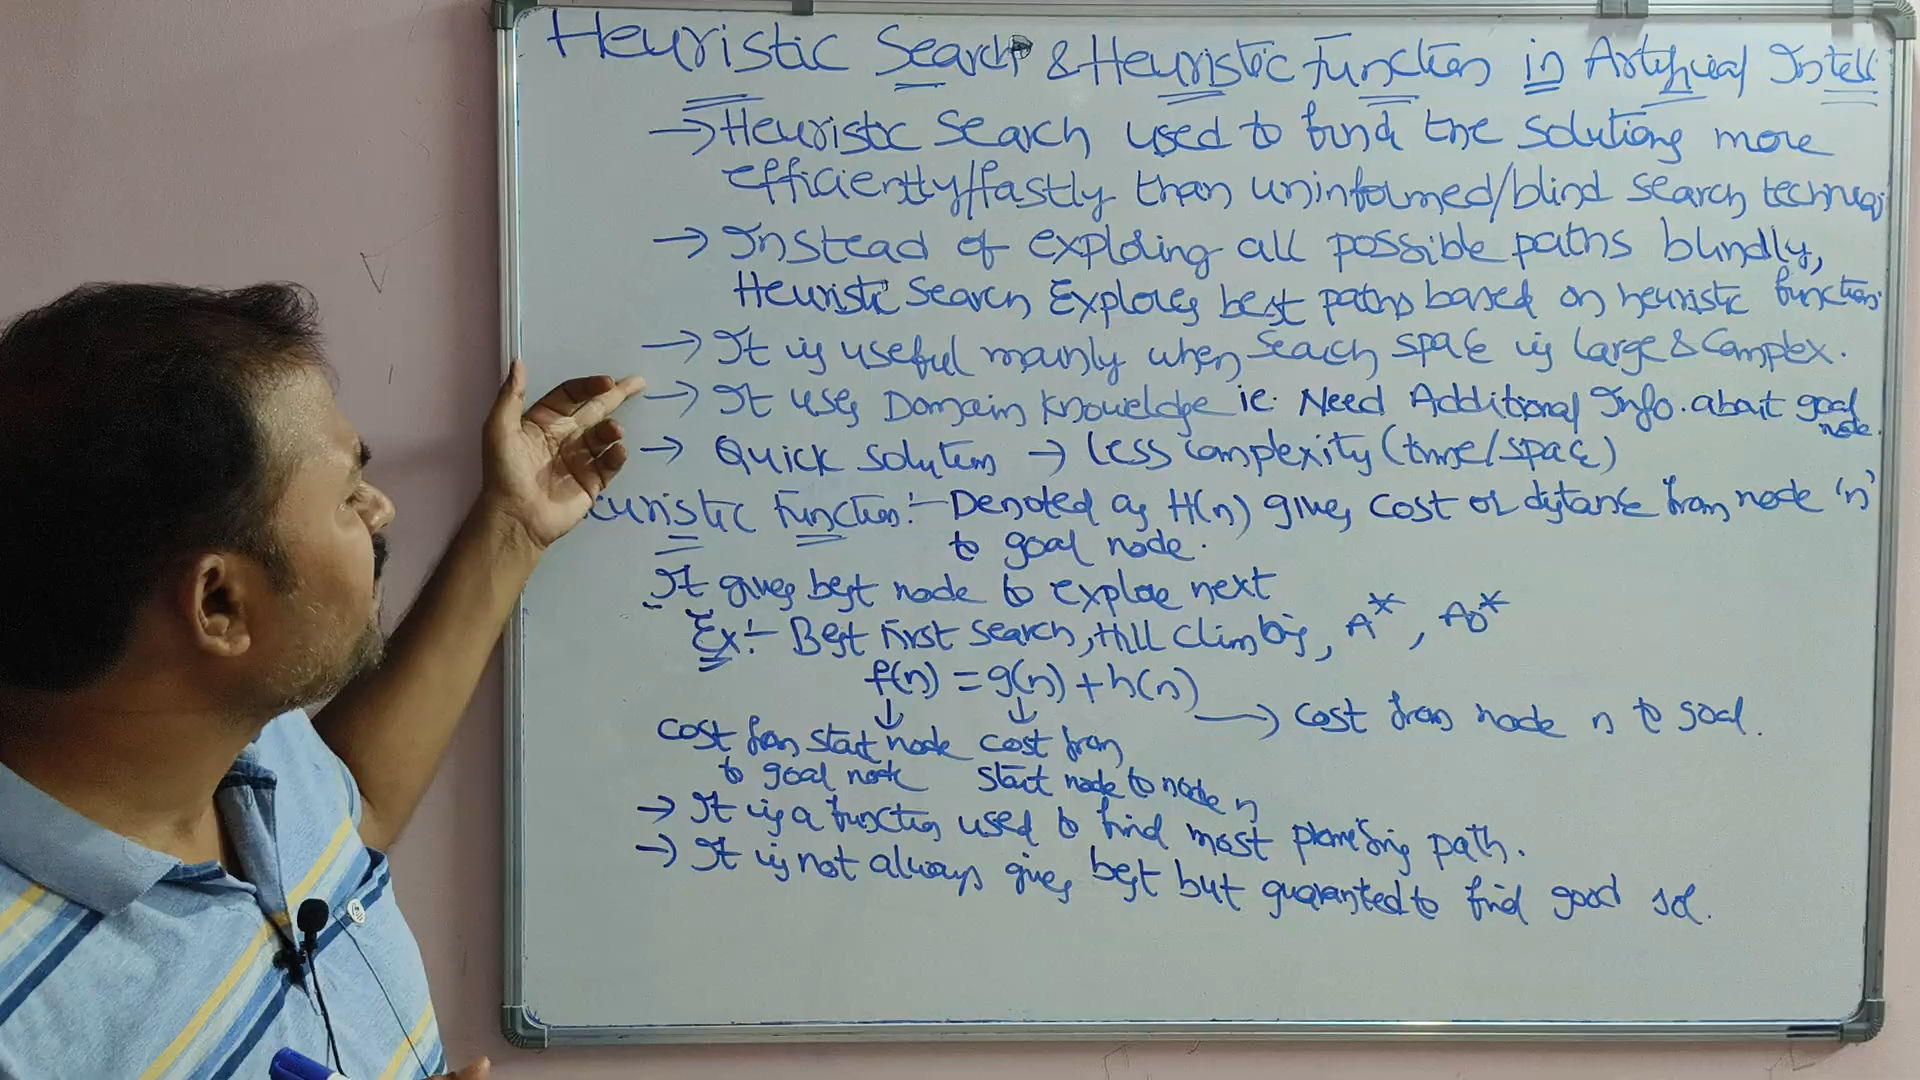 Heuristic Search & Heuristic Function in Artificial Intell
→ Heuristic Search used to find the solutions more
efficiently/fastly than uninformed/blind search techniq
→ Instead of exploring all possible paths blindly,
Heuristic Search Explores best paths based on heuristic function.
→ It is useful mainly when Seach space is large & Complex.
→ It uses Domain Knoweldge ie. Need Additional Info. about goal
node.
→ Quick solution → less complexity (time/space)
euristic Function:- Denoted as H(n) gives cost or distance from node 'n'
to goal node.
It gives best node to explore next
Ex:- Best First Search, Hill Climbing, A*, AO*
f(n) = g(n) + h(n)
→ cost from node n to goal.
cost from start node cost from
to goal node start node to node n
→ It is a function used to find most promising path.
→ It is not always gives best but guaranted to find good sol.